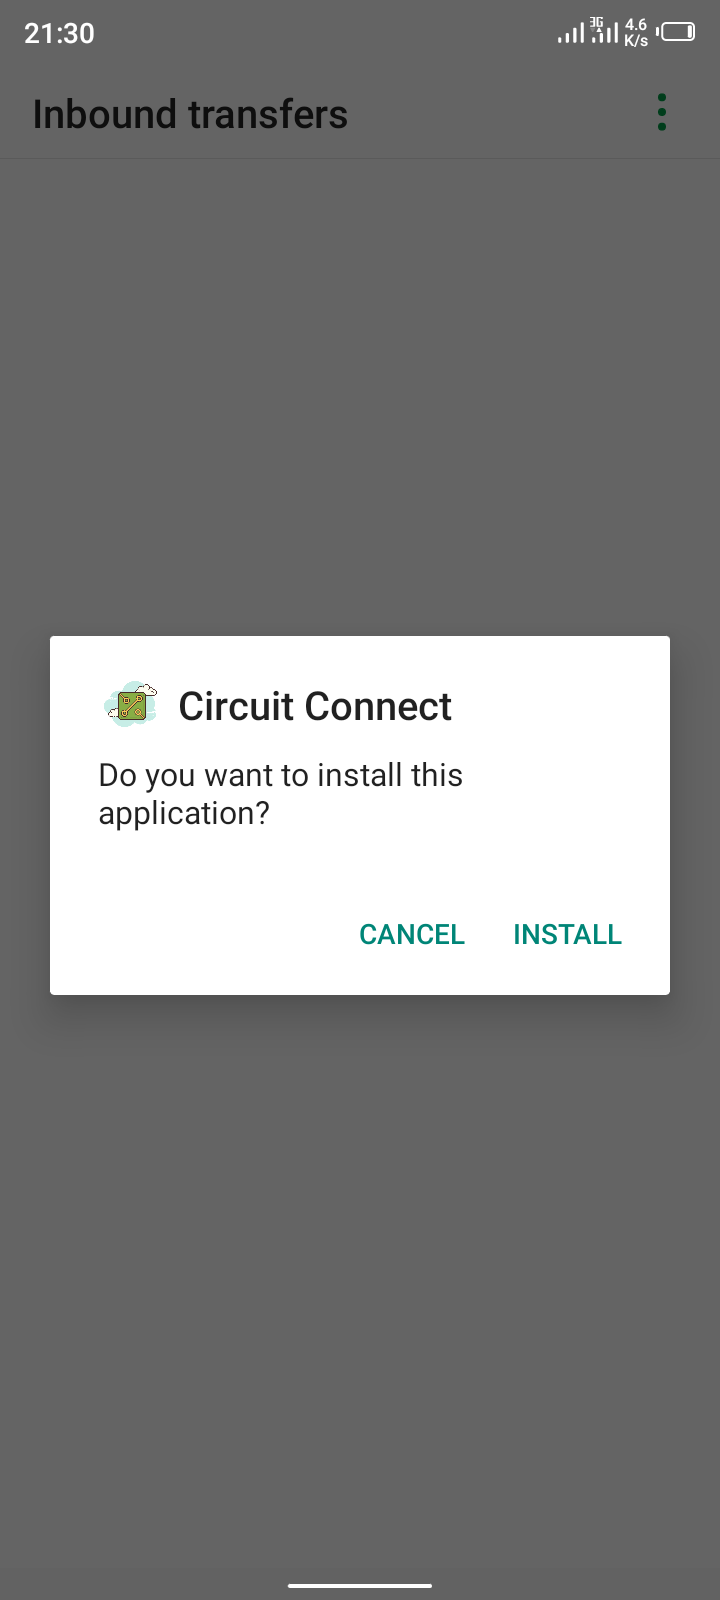 21:30
3G
4.6
K/s
Inbound transfers
Circuit Connect
Do you want to install this
application?
CANCEL
INSTALL